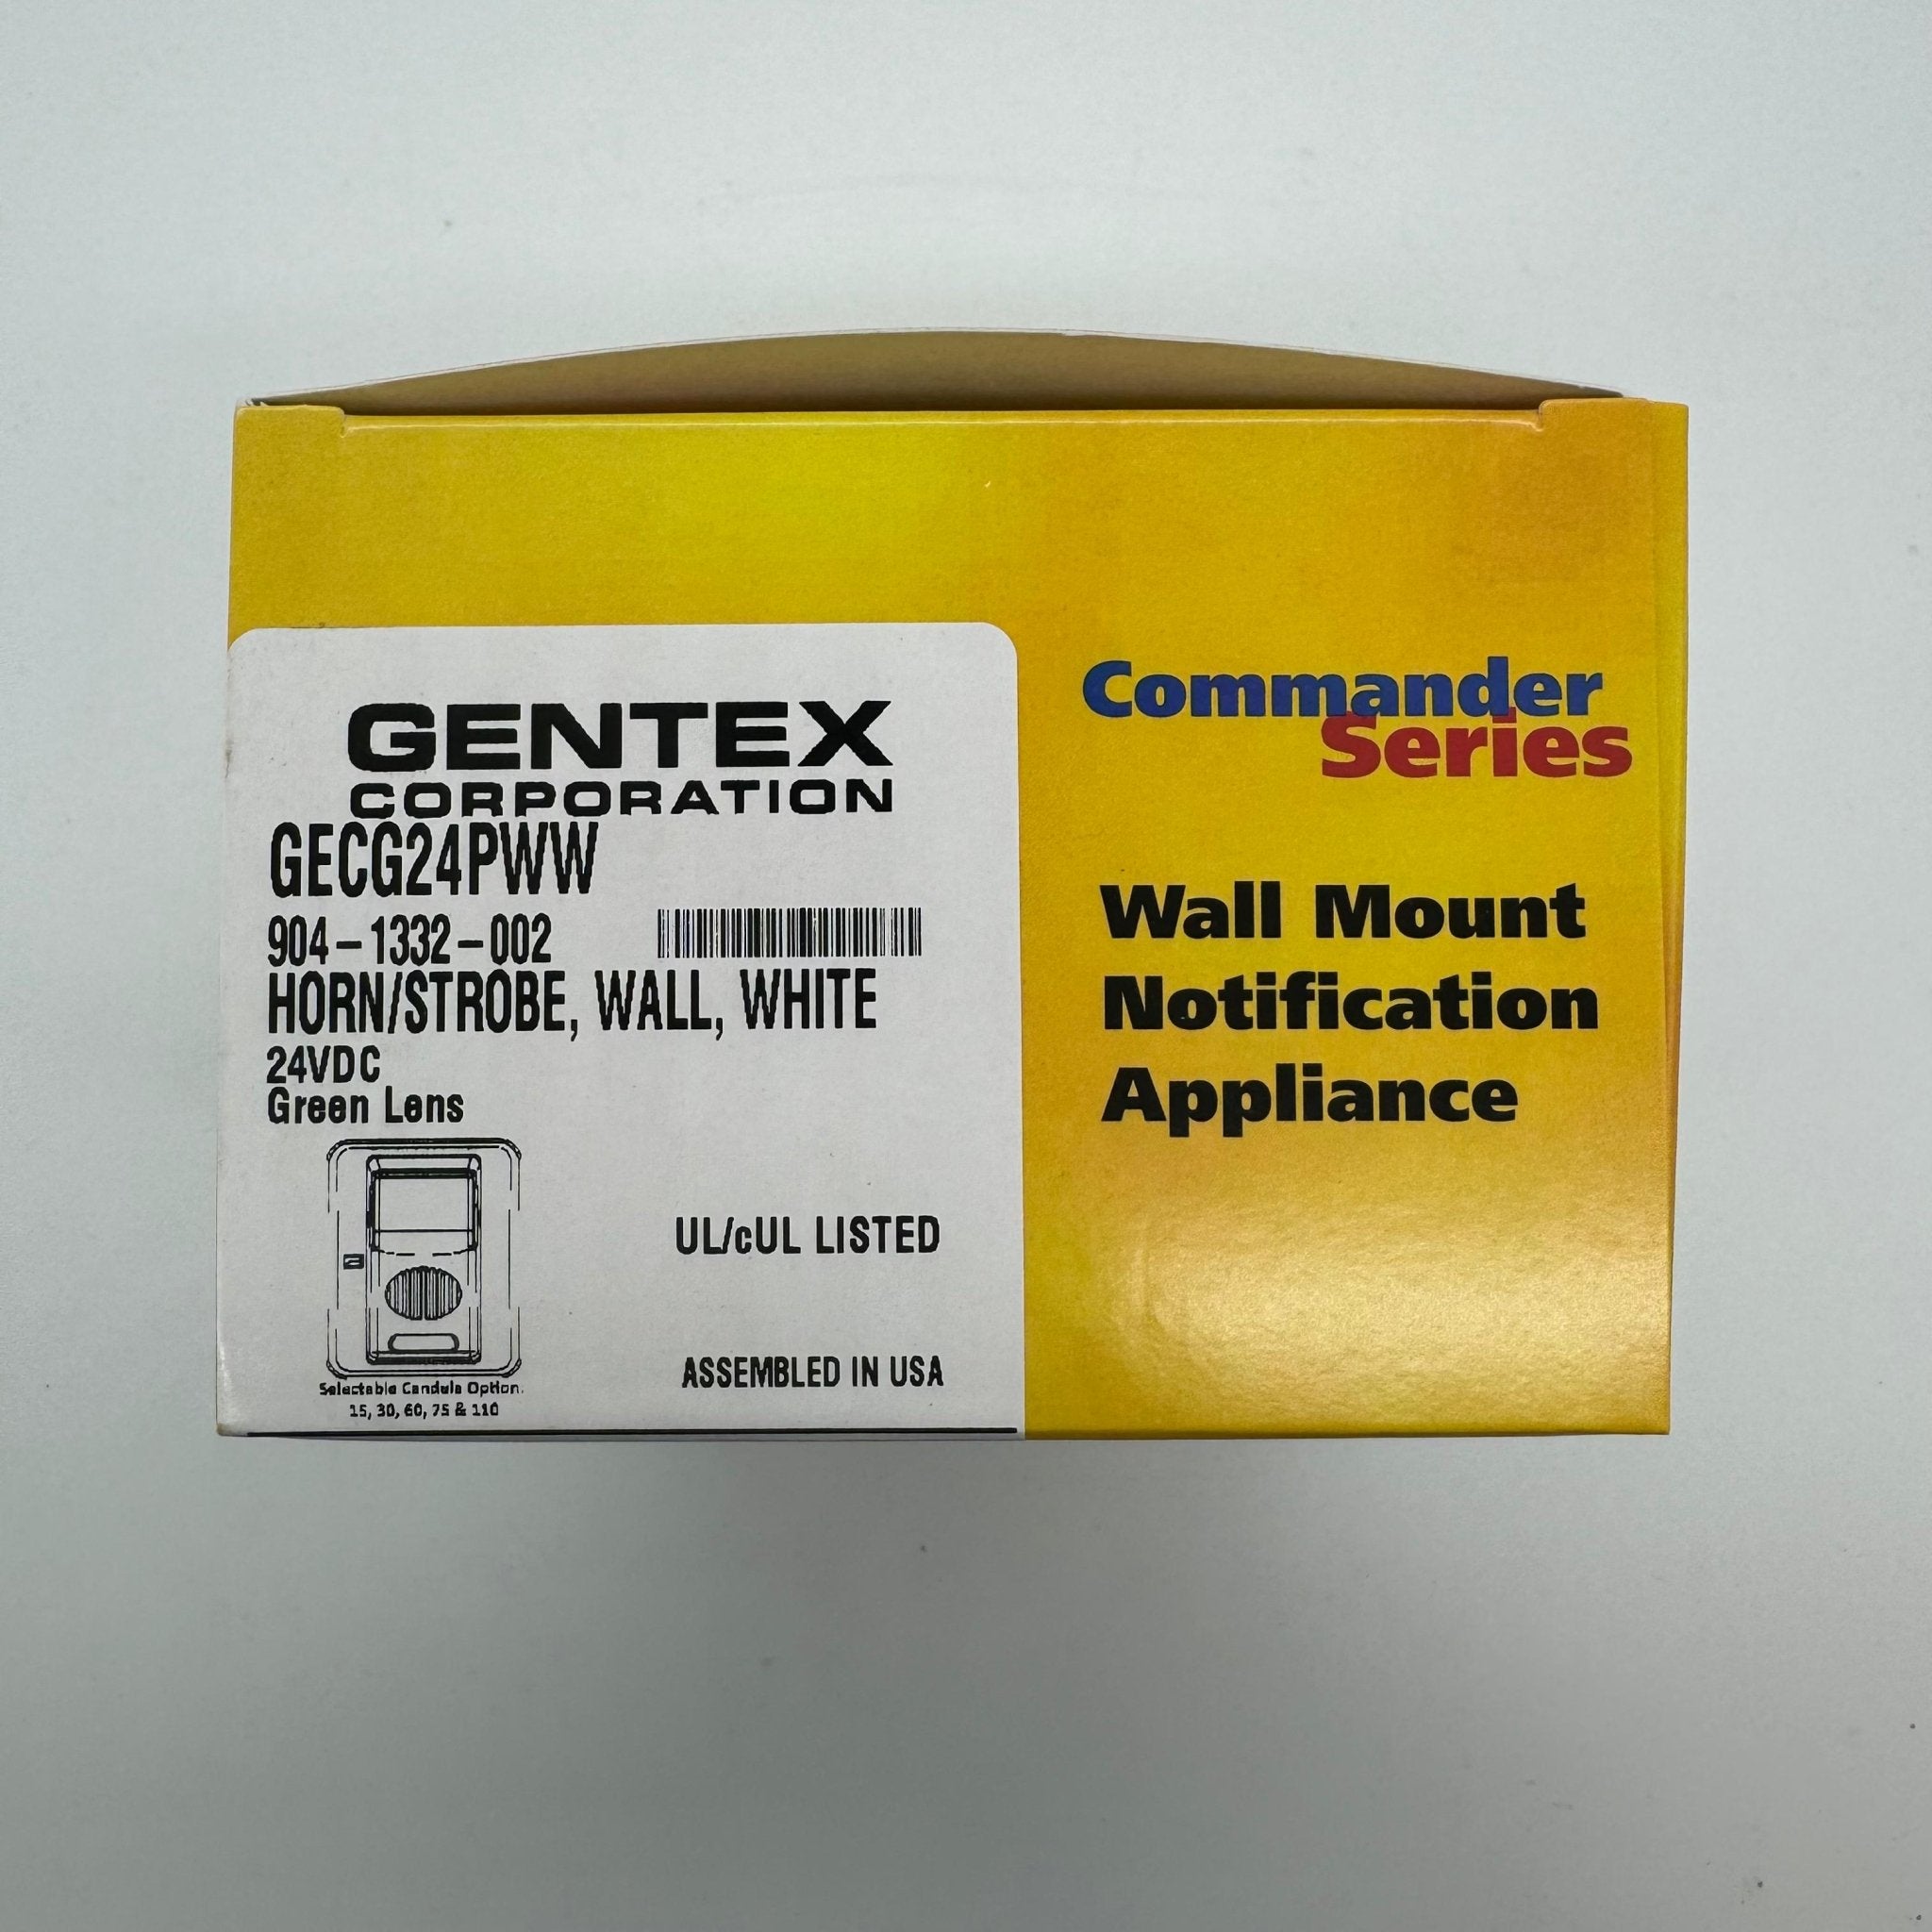 GENTEX
CORPORATION
GECG24PWW
904-1332-002
HORN/STROBE, WALL, WHITE
24VDC
Green Lens
Selectable Candula Option.
15, 30, 60, 75 & 110
UL/cUL LISTED
ASSEMBLED IN USA
Commander
Series
Wall Mount
Notification
Appliance